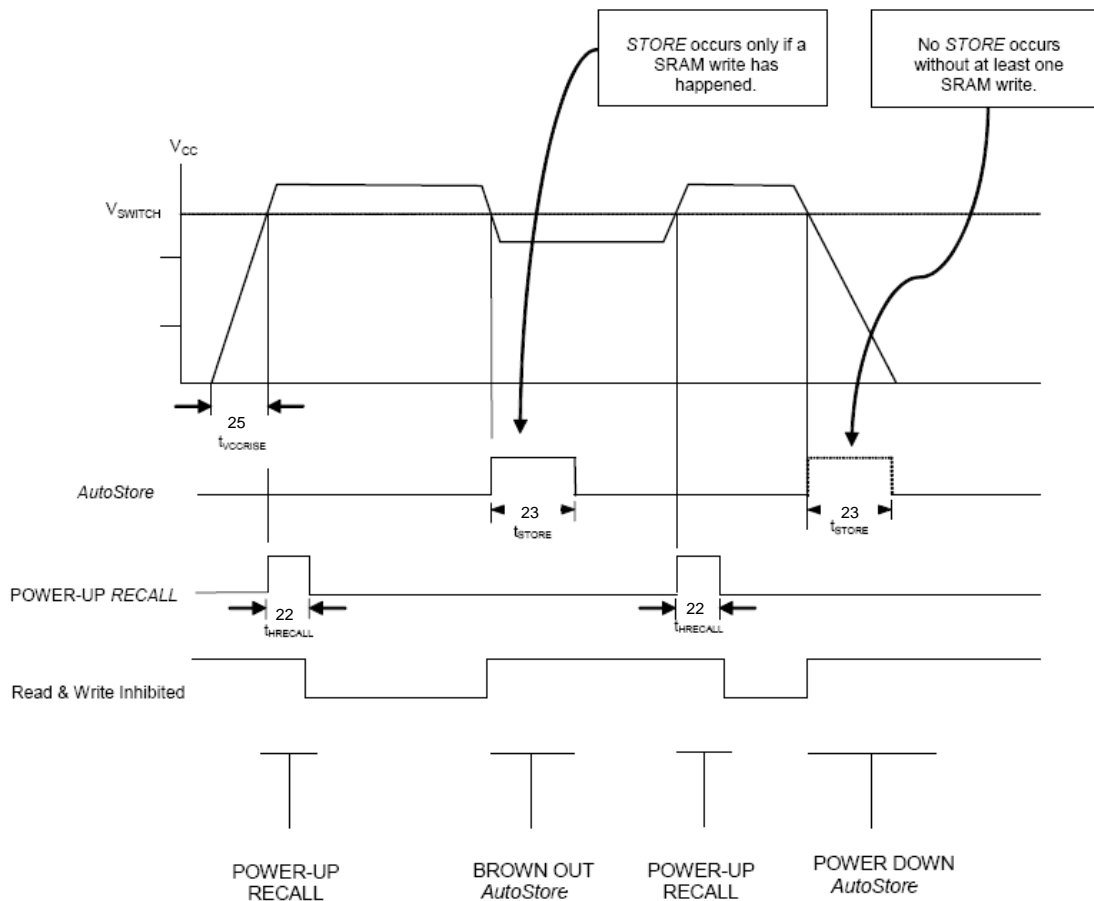 STORE occurs only if a
SRAM write has
happened.
No STORE occurs
without at least one
SRAM write.
VCC
VSWITCH
25
tVCCRISE
AutoStore
23
tSTORE
23
tSTORE
POWER-UP RECALL
22
tHRECALL
22
tHRECALL
Read & Write Inhibited
POWER-UP
RECALL
BROWN OUT
AutoStore
POWER-UP
RECALL
POWER DOWN
AutoStore